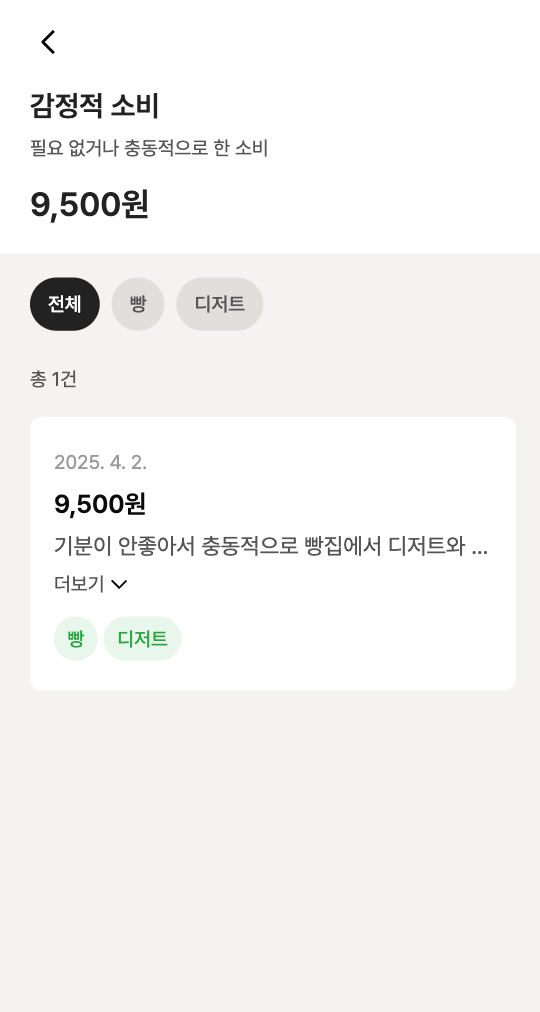 감정적 소비
필요 없거나 충동적으로 한 소비
9,500원
전체 빵 디저트
총 1건
2025. 4. 2.
9,500원
기분이 안좋아서 충동적으로 빵집에서 디저트와 ...
더보기
빵 디저트